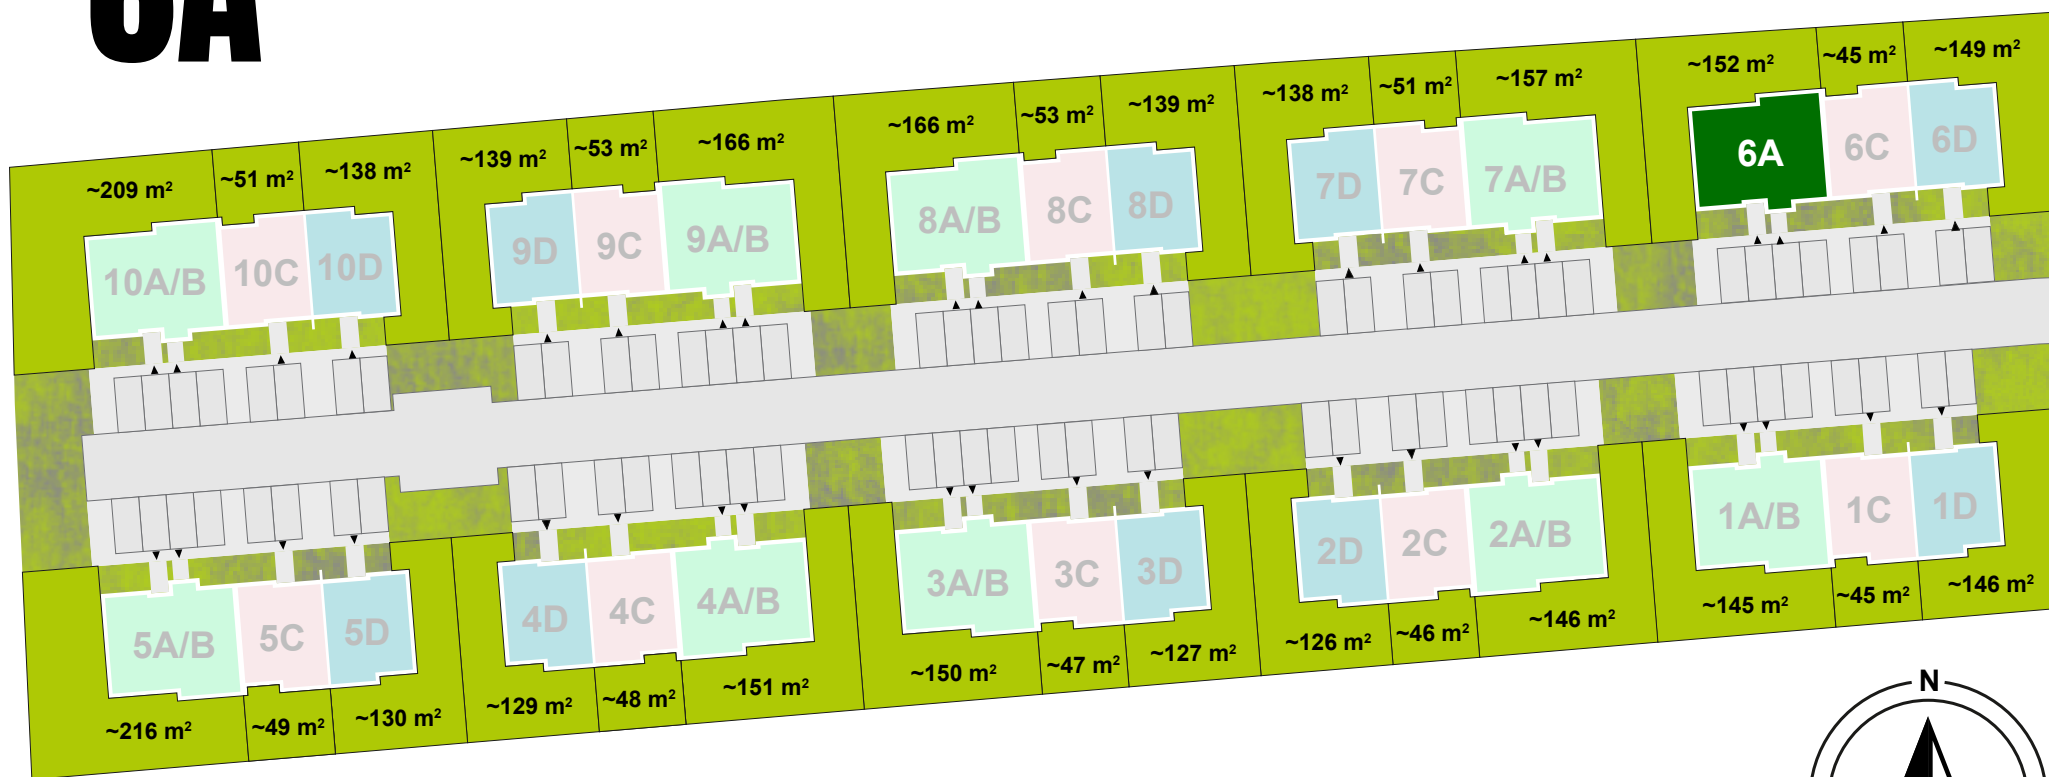 6A
~209 m²
~51 m²
~138 m²
~139 m²
~53 m²
~166 m²
~166 m²
~53 m²
~139 m²
~138 m²
~51 m²
~157 m²
~152 m²
~45 m²
~149 m²
10A/B
10C
10D
9D
9C
9A/B
8A/B
8C
8D
7D
7C
7A/B
6A
6C
6D
5A/B
5C
5D
4D
4C
4A/B
3A/B
3C
3D
2D
2C
2A/B
1A/B
1C
1D
~216 m²
~49 m²
~130 m²
~129 m²
~48 m²
~151 m²
~150 m²
~47 m²
~127 m²
~126 m²
~46 m²
~146 m²
~145 m²
~45 m²
~146 m²
N